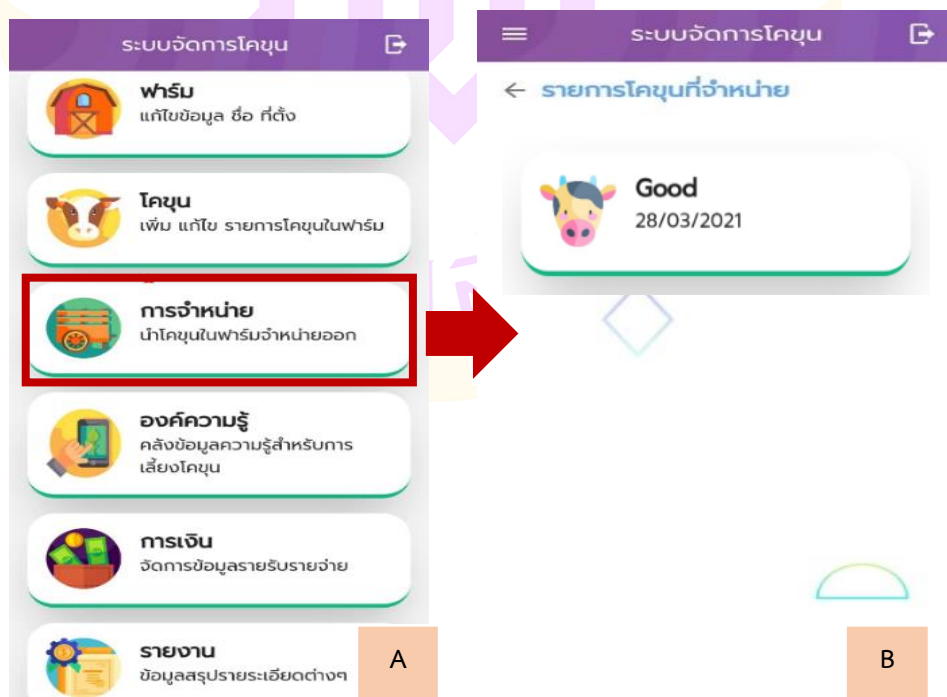 ระบบจัดการโคขุน
ฟาร์ม
แก้ไขข้อมูล ชื่อ ที่ตั้ง
โคขุน
เพิ่ม แก้ไข รายการโคขุนในฟาร์ม
การจำหน่าย
นำโคขุนในฟาร์มจำหน่ายออก
องค์ความรู้
คลังข้อมูลความรู้สำหรับการ
เลี้ยงโคขุน
การเงิน
จัดการข้อมูลรายรับรายจ่าย
รายงาน
ข้อมูลสรุปรายระเอียดต่างๆ
A
ระบบจัดการโคขุน
← รายการโคขุนที่จำหน่าย
Good
28/03/2021
B